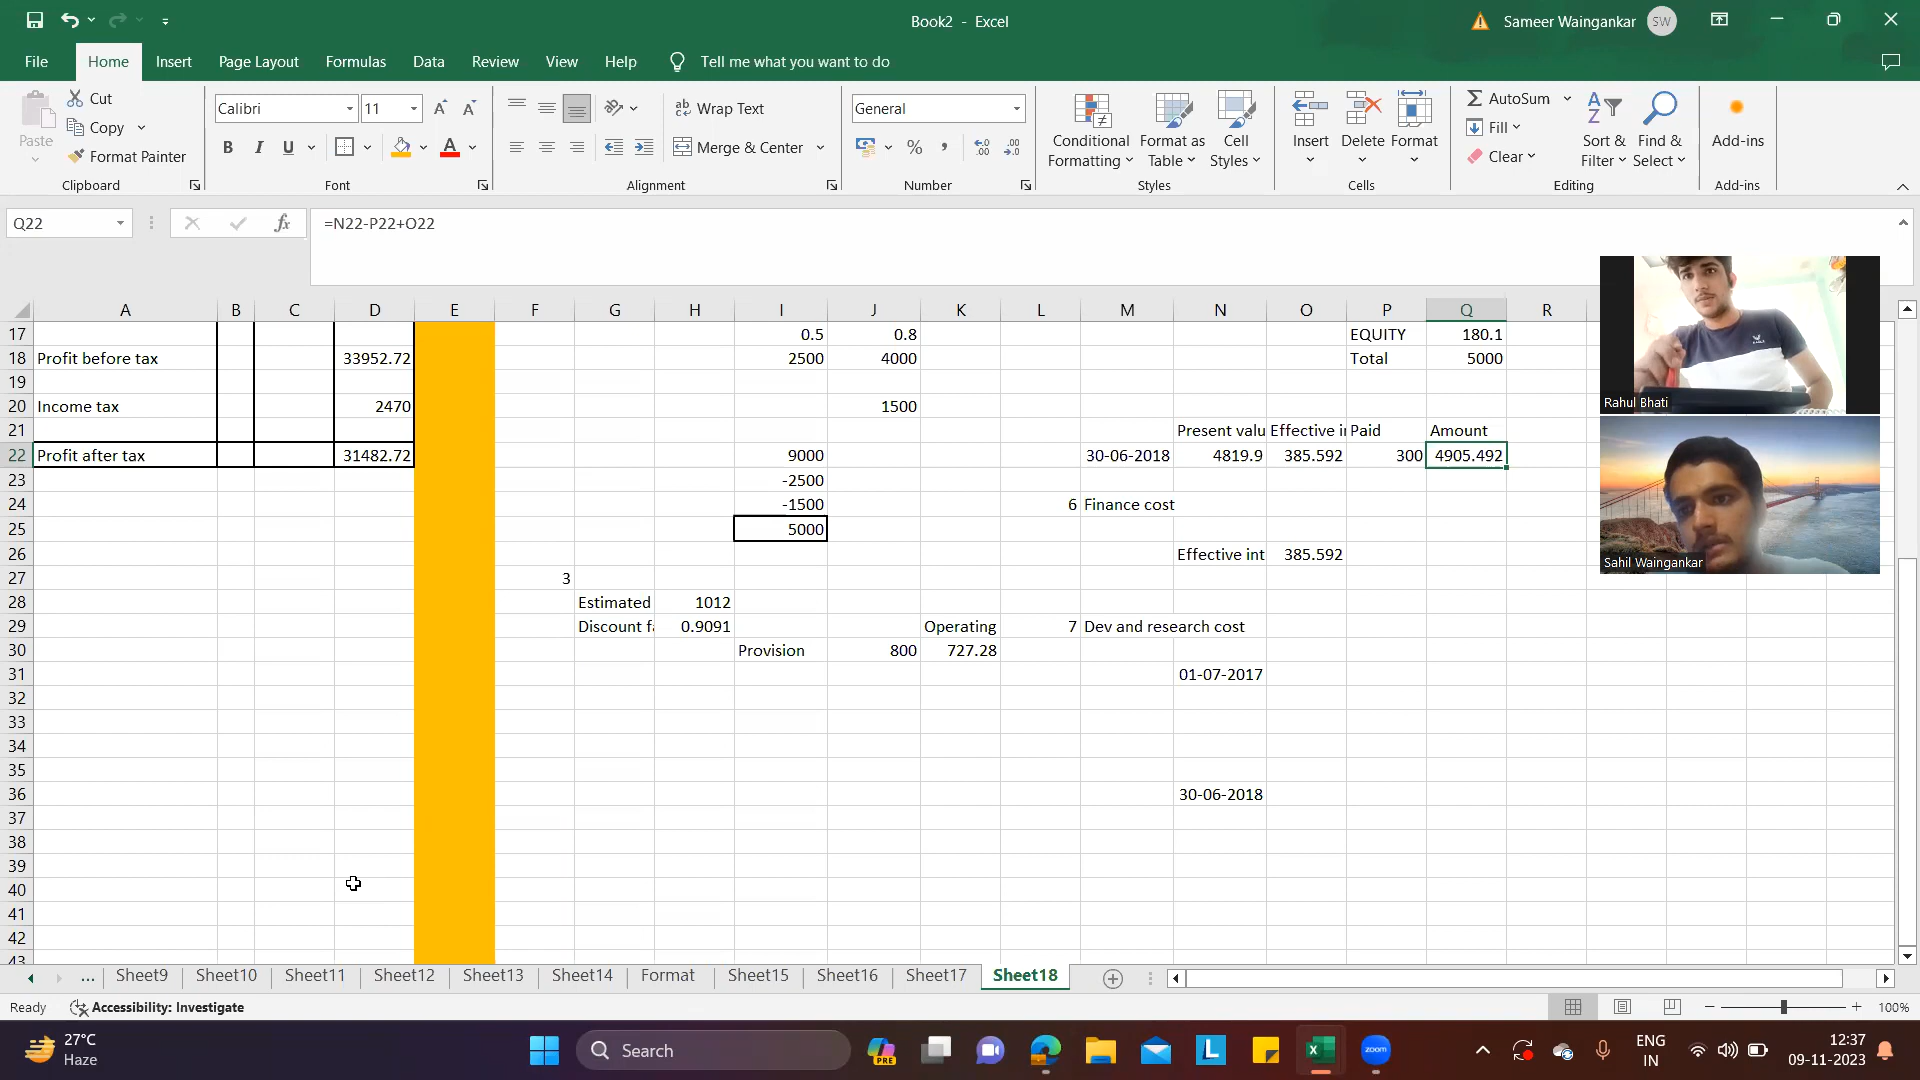 Book2 - Excel
Sameer Waingankar SW
File Home Insert Page Layout Formulas Data Review View Help Tell me what you want to do
Paste
Cut
Copy
Format Painter
Clipboard
Calibri 11
B I U
Font
Wrap Text
Merge & Center
Alignment
General
Number
Conditional Formatting
Format as Table
Cell Styles
Styles
Insert Delete Format
Cells
AutoSum
Fill
Clear
Sort & Filter
Find & Select
Editing
Add-ins
Add-ins
Q22 fx =N22-P22+O22
A B C D E F G H I J K L M N O P Q R
17 0.5 0.8 EQUITY 180.1
18 Profit before tax 33952.72 2500 4000 Total 5000
19
20 Income tax 2470 1500
21 Present valu Effective in Paid Amount
22 Profit after tax 31482.72 9000 30-06-2018 4819.9 385.592 300 4905.492
23 -2500
24 -1500 6 Finance cost
25 5000
26 Effective int 385.592
27 3
28 Estimated 1012
29 Discount fa 0.9091 Operating 7 Dev and research cost
30 Provision 800 727.28
31 01-07-2017
32
33
34
35
36 30-06-2018
37
38
39
40
41
42
43
Rahul Bhati
Sahil Waingankar
... Sheet9 Sheet10 Sheet11 Sheet12 Sheet13 Sheet14 Format Sheet15 Sheet16 Sheet17 Sheet18
Ready Accessibility: Investigate 100%
27°C
Haze
Search
PRE
L
zoom
ENG
IN
12:37
09-11-2023